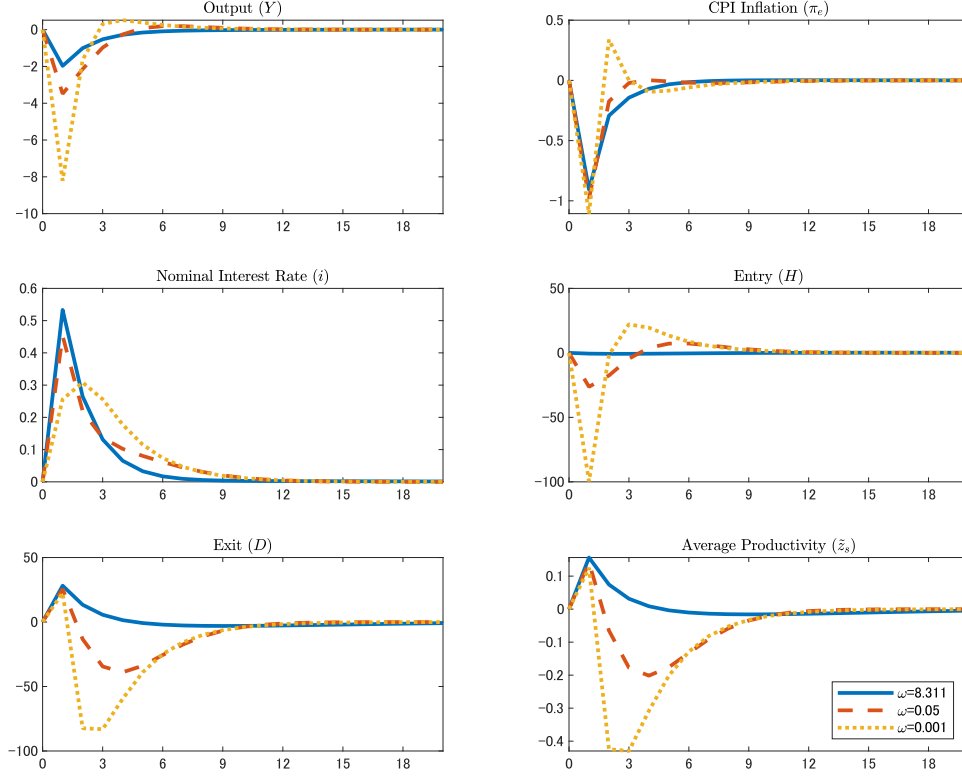 Output (Y)
0
−2
−4
−6
−8
−10
0 3 6 9 12 15 18
CPI Inflation (π_e)
0.5
0
−0.5
−1
0 3 6 9 12 15 18
Nominal Interest Rate (i)
0.6
0.5
0.4
0.3
0.2
0.1
0
0 3 6 9 12 15 18
Entry (H)
50
0
−50
−100
0 3 6 9 12 15 18
Exit (D)
50
0
−50
−100
0 3 6 9 12 15 18
Average Productivity (z̃_s)
0.1
0
−0.1
−0.2
−0.3
−0.4
0 3 6 9 12 15 18
ω=8.311
ω=0.05
ω=0.001